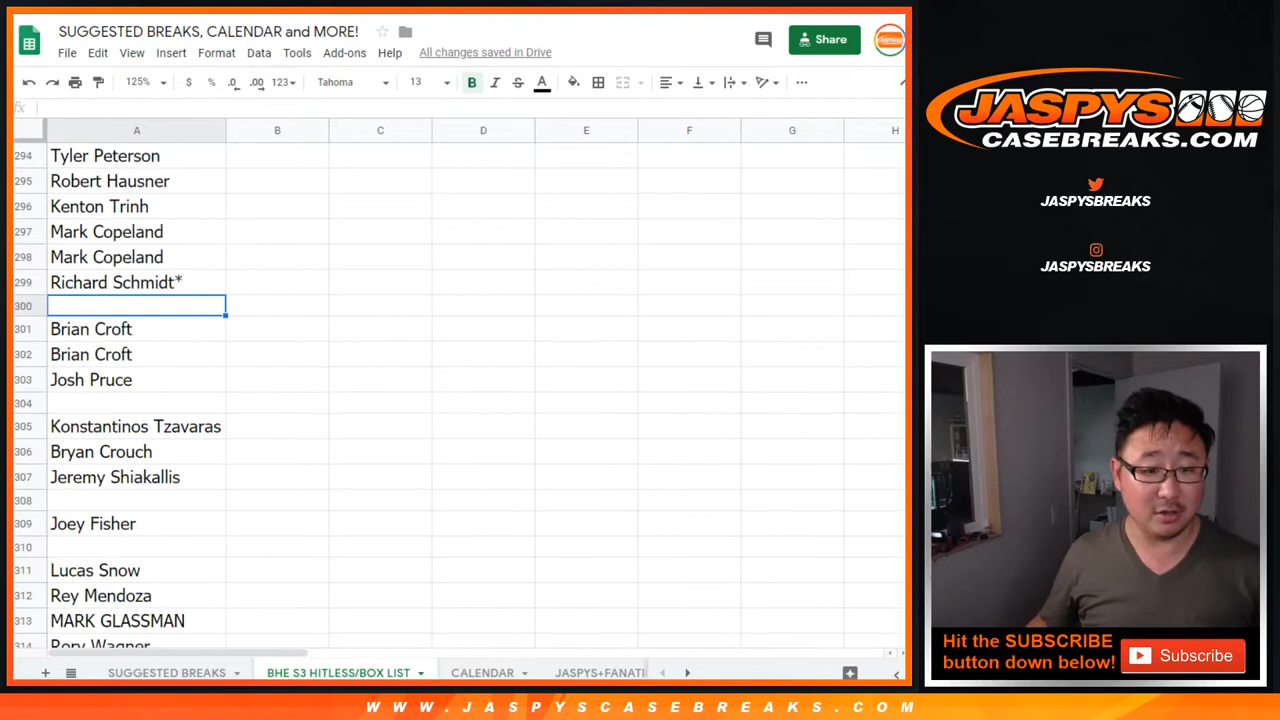 SUGGESTED BREAKS, CALENDAR and MORE!
File Edit View Insert Format Data Tools Add-ons Help All changes saved in Drive
Share
125% $ % .0 .00 123 Tahoma 13 B I S A
fx
A B C D E F G H
294 Tyler Peterson
295 Robert Hausner
296 Kenton Trinh
297 Mark Copeland
298 Mark Copeland
299 Richard Schmidt*
300
301 Brian Croft
302 Brian Croft
303 Josh Pruce
304
305 Konstantinos Tzavaras
306 Bryan Crouch
307 Jeremy Shiakallis
308
309 Joey Fisher
310
311 Lucas Snow
312 Rey Mendoza
313 MARK GLASSMAN
314 Rory Wagner
SUGGESTED BREAKS BHE S3 HITLESS/BOX LIST CALENDAR JASPYS+FANATI
JASPYS
CASEBREAKS.COM
JASPYSBREAKS
JASPYSBREAKS
Hit the SUBSCRIBE
button down below!
Subscribe
WWW.JASPYSCASEBREAKS.COM